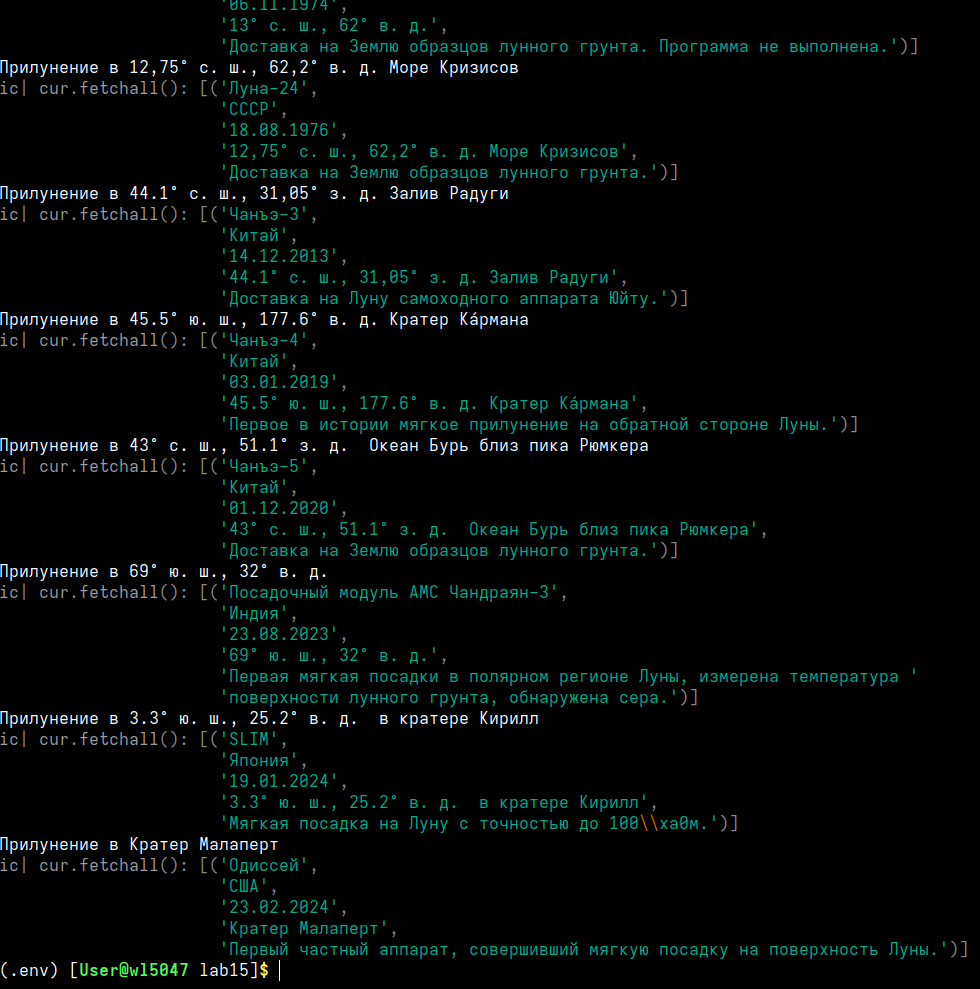 '06.11.1974',
'13° с. ш., 62° в. д.',
'Доставка на Землю образцов лунного грунта. Программа не выполнена.')]
Прилунение в 12,75° с. ш., 62,2° в. д. Море Кризисов
ic| cur.fetchall(): [('Луна-24',
'СССР',
'18.08.1976',
'12,75° с. ш., 62,2° в. д. Море Кризисов',
'Доставка на Землю образцов лунного грунта.')]
Прилунение в 44.1° с. ш., 31,05° з. д. Залив Радуги
ic| cur.fetchall(): [('Чанъэ-3',
'Китай',
'14.12.2013',
'44.1° с. ш., 31,05° з. д. Залив Радуги',
'Доставка на Луну самоходного аппарата Юйту.')]
Прилунение в 45.5° ю. ш., 177.6° в. д. Кратер Ка́рмана
ic| cur.fetchall(): [('Чанъэ-4',
'Китай',
'03.01.2019',
'45.5° ю. ш., 177.6° в. д. Кратер Ка́рмана',
'Первое в истории мягкое прилунение на обратной стороне Луны.')]
Прилунение в 43° с. ш., 51.1° з. д.  Океан Бурь близ пика Рюмкера
ic| cur.fetchall(): [('Чанъэ-5',
'Китай',
'01.12.2020',
'43° с. ш., 51.1° з. д.  Океан Бурь близ пика Рюмкера',
'Доставка на Землю образцов лунного грунта.')]
Прилунение в 69° ю. ш., 32° в. д.
ic| cur.fetchall(): [('Посадочный модуль АМС Чандраян-3',
'Индия',
'23.08.2023',
'69° ю. ш., 32° в. д.',
'Первая мягкая посадки в полярном регионе Луны, измерена температура '
'поверхности лунного грунта, обнаружена сера.')]
Прилунение в 3.3° ю. ш., 25.2° в. д.  в кратере Кирилл
ic| cur.fetchall(): [('SLIM',
'Япония',
'19.01.2024',
'3.3° ю. ш., 25.2° в. д.  в кратере Кирилл',
'Мягкая посадка на Луну с точностью до 100\\xa0м.')]
Прилунение в Кратер Малаперт
ic| cur.fetchall(): [('Одиссей',
'США',
'23.02.2024',
'Кратер Малаперт',
'Первый частный аппарат, совершивший мягкую посадку на поверхность Луны.')]
(.env) [User@wl5047 lab15]$